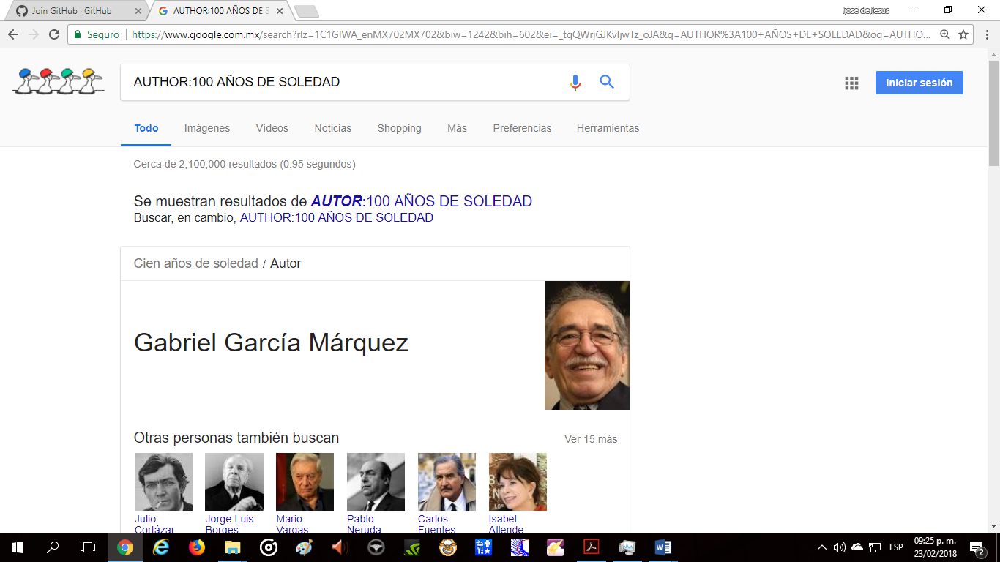 Join GitHub · GitHub
AUTHOR:100 AÑOS DE S
jose de jesus
Seguro
https://www.google.com.mx/search?rlz=1C1GIWA_enMX702MX702&biw=1242&bih=602&ei=_tqQWrjGJKvIjwTz_oJA&q=AUTHOR%3A100+AÑOS+DE+SOLEDAD&oq=AUTHO...
AUTHOR:100 AÑOS DE SOLEDAD
Iniciar sesión
Todo Imágenes Vídeos Noticias Shopping Más Preferencias Herramientas
Cerca de 2,100,000 resultados (0.95 segundos)
Se muestran resultados de AUTOR:100 AÑOS DE SOLEDAD
Buscar, en cambio, AUTHOR:100 AÑOS DE SOLEDAD
Cien años de soledad / Autor
Gabriel García Márquez
Otras personas también buscan
Ver 15 más
Julio Cortázar
Jorge Luis Borges
Mario Vargas
Pablo Neruda
Carlos Fuentes
Isabel Allende
ESP
09:25 p. m.
23/02/2018
2